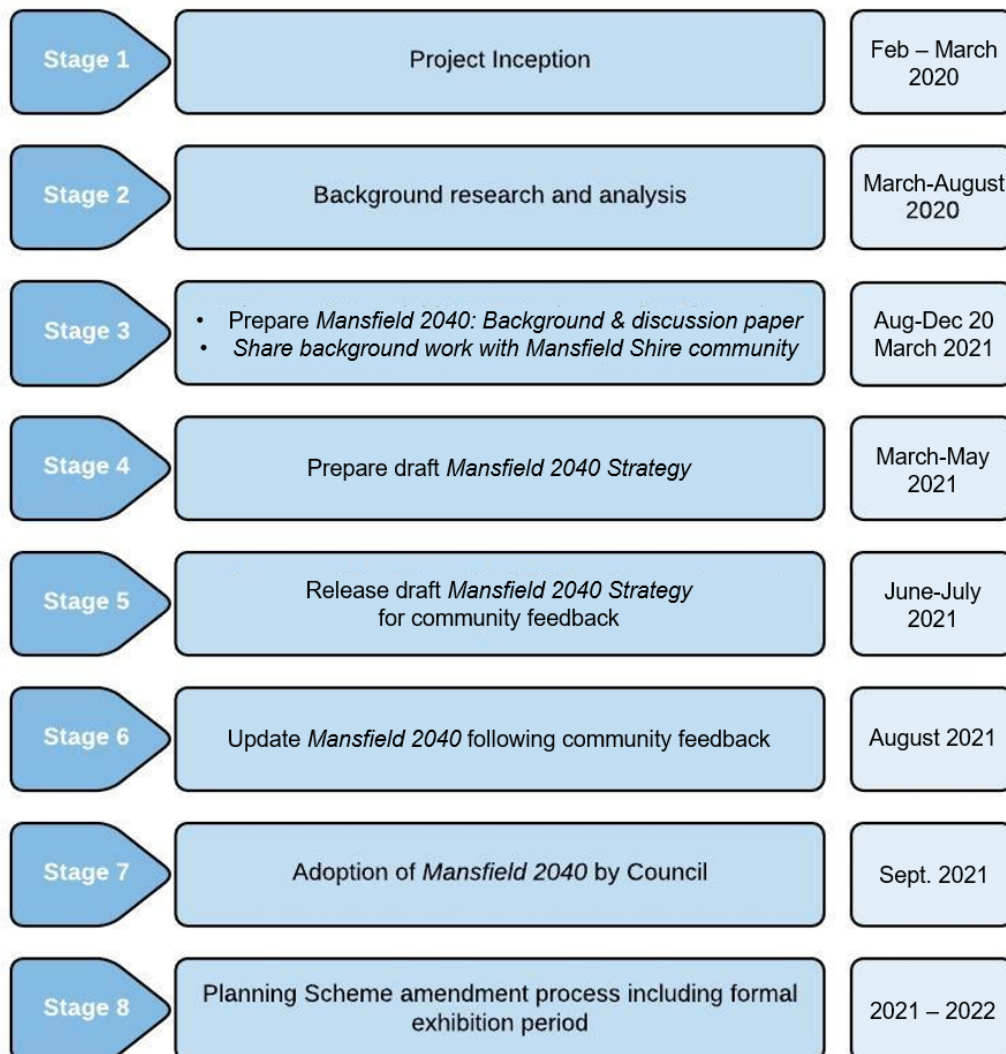 Stage 1
Project Inception
Feb – March
2020
Stage 2
Background research and analysis
March-August
2020
Stage 3
• Prepare Mansfield 2040: Background & discussion paper
• Share background work with Mansfield Shire community
Aug-Dec 20
March 2021
Stage 4
Prepare draft Mansfield 2040 Strategy
March-May
2021
Stage 5
Release draft Mansfield 2040 Strategy
for community feedback
June-July
2021
Stage 6
Update Mansfield 2040 following community feedback
August 2021
Stage 7
Adoption of Mansfield 2040 by Council
Sept. 2021
Stage 8
Planning Scheme amendment process including formal
exhibition period
2021 – 2022